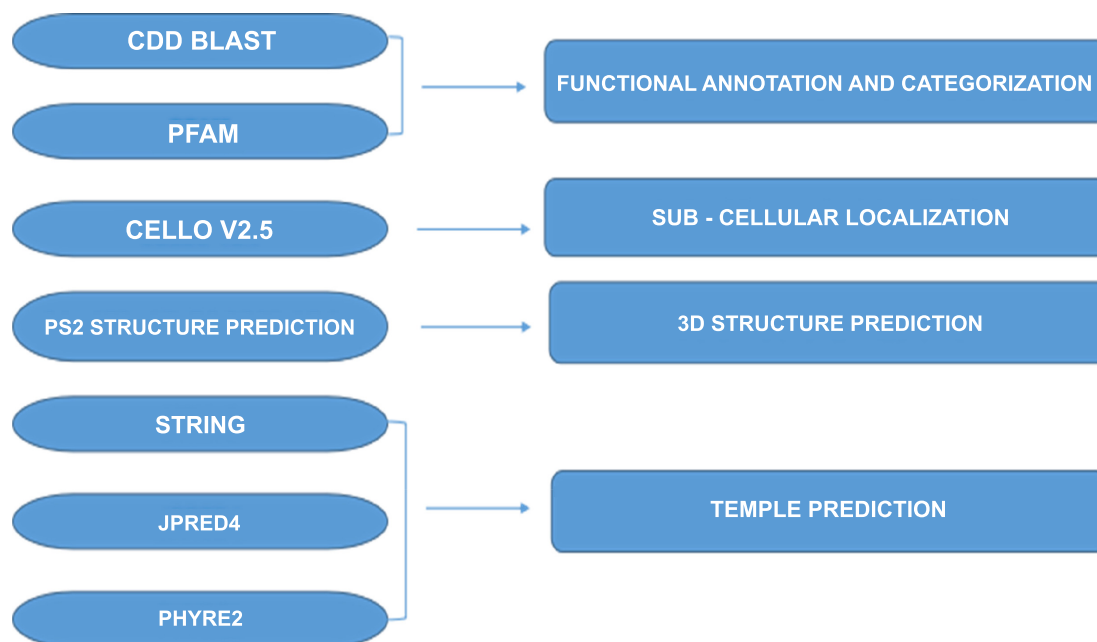 CDD BLAST
PFAM
FUNCTIONAL ANNOTATION AND CATEGORIZATION
CELLO V2.5
SUB - CELLULAR LOCALIZATION
PS2 STRUCTURE PREDICTION
3D STRUCTURE PREDICTION
STRING
JPRED4
PHYRE2
TEMPLE PREDICTION